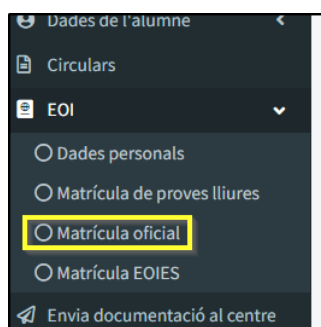 Dades de l'alumne
Circulars
EOI
Dades personals
Matrícula de proves lliures
Matrícula oficial
Matrícula EOIES
Envia documentació al centre